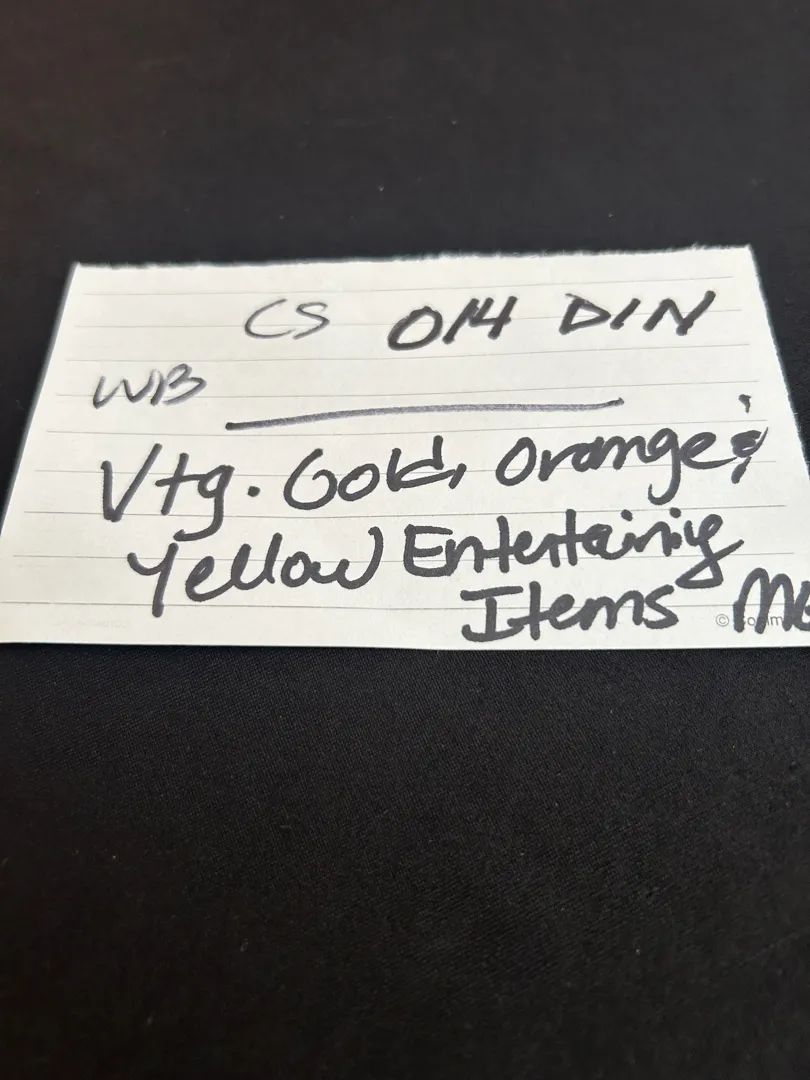 CS 014 DIN
WB
Vtg. Gold, Orange &
Yellow Entertaining
Items